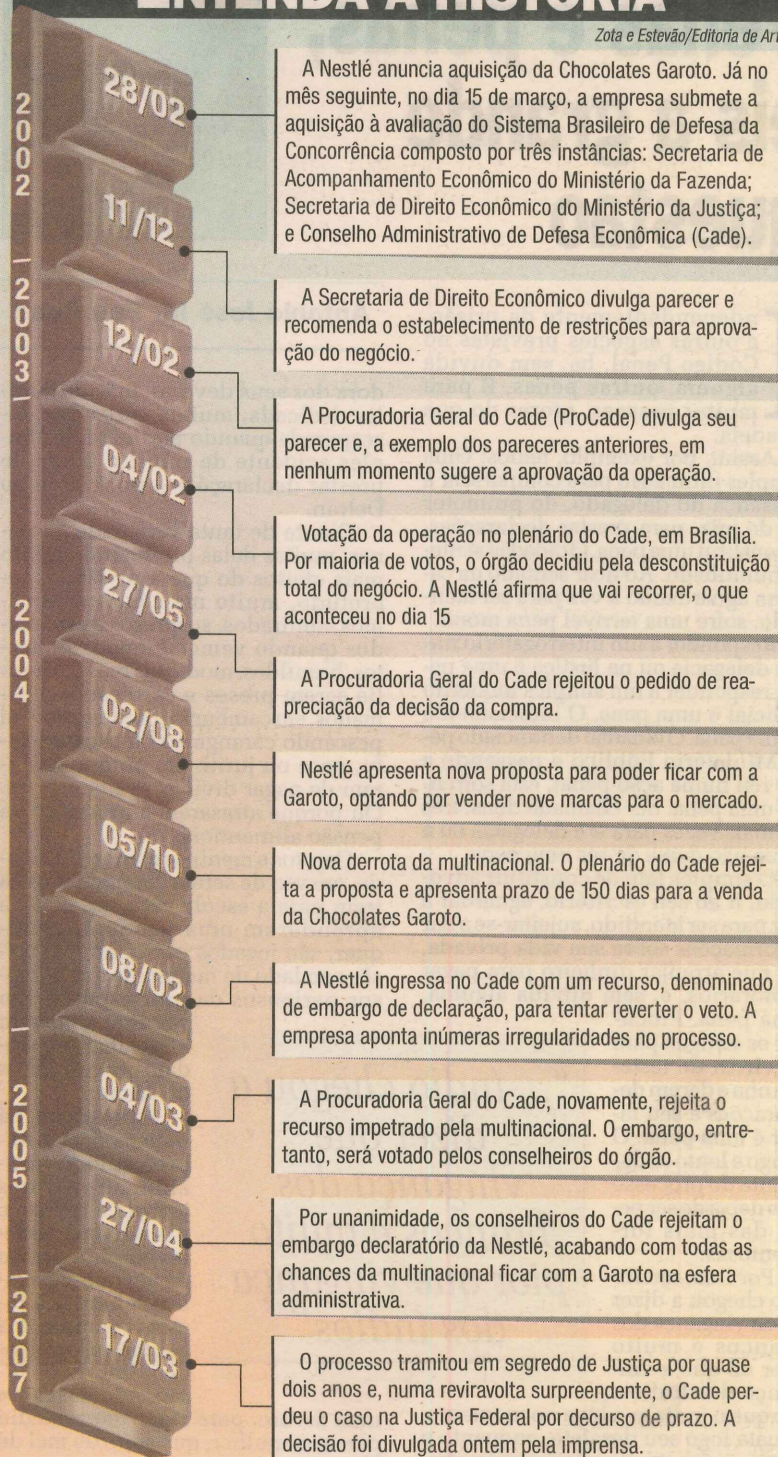 ENTENDA A HISTÓRIA
Zota e Estevão/Editoria de Art
2002
28/02
A Nestlé anuncia aquisição da Chocolates Garoto. Já no
mês seguinte, no dia 15 de março, a empresa submete a
aquisição à avaliação do Sistema Brasileiro de Defesa da
Concorrência composto por três instâncias: Secretaria de
Acompanhamento Econômico do Ministério da Fazenda;
Secretaria de Direito Econômico do Ministério da Justiça;
e Conselho Administrativo de Defesa Econômica (Cade).
11/12
A Secretaria de Direito Econômico divulga parecer e
recomenda o estabelecimento de restrições para aprova-
ção do negócio.
2003
12/02
A Procuradoria Geral do Cade (ProCade) divulga seu
parecer e, a exemplo dos pareceres anteriores, em
nenhum momento sugere a aprovação da operação.
2004
04/02
Votação da operação no plenário do Cade, em Brasília.
Por maioria de votos, o órgão decidiu pela desconstituição
total do negócio. A Nestlé afirma que vai recorrer, o que
aconteceu no dia 15
27/05
A Procuradoria Geral do Cade rejeitou o pedido de rea-
preciação da decisão da compra.
02/08
Nestlé apresenta nova proposta para poder ficar com a
Garoto, optando por vender nove marcas para o mercado.
05/10
Nova derrota da multinacional. O plenário do Cade rejei-
ta a proposta e apresenta prazo de 150 dias para a venda
da Chocolates Garoto.
08/02
A Nestlé ingressa no Cade com um recurso, denominado
de embargo de declaração, para tentar reverter o veto. A
empresa aponta inúmeras irregularidades no processo.
2005
04/03
A Procuradoria Geral do Cade, novamente, rejeita o
recurso impetrado pela multinacional. O embargo, entre-
tanto, será votado pelos conselheiros do órgão.
27/04
Por unanimidade, os conselheiros do Cade rejeitam o
embargo declaratório da Nestlé, acabando com todas as
chances da multinacional ficar com a Garoto na esfera
administrativa.
2007
17/03
O processo tramitou em segredo de Justiça por quase
dois anos e, numa reviravolta surpreendente, o Cade per-
deu o caso na Justiça Federal por decurso de prazo. A
decisão foi divulgada ontem pela imprensa.